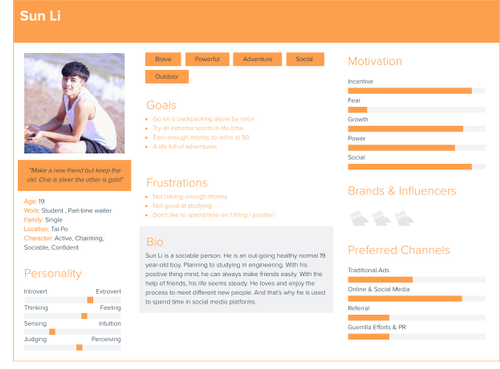 Sun Li
Brave
Powerful
Adventure
Social
Outdoor
"Make a new friend but keep the
old. One is silver the other is gold"
Age: 19
Work: Student , Part-time waiter
Family: Single
Location: Tai Po
Character: Active, Charming,
Sociable, Confident
Personality
Introvert Extrovert
Thinking Feeling
Sensing Intuition
Judging Perceiving
Goals
Go on a backpacking alone by once
Try all extreme sports in life-time
Earn enough money to retire at 50
A life full of adventures
Frustrations
Not having enough money
Not good at studying
Don't like to spend time on 1 thing / position
Bio
Sun Li is a sociable person. He is an out-going healthy normal 19
year-old boy. Planning to studying in engineering. With his
positive thing mind, he can always make friends easily. With the
help of friends, his life seems steady. He loves and enjoy the
process to meet different new people. And that's why he is used
to spend time in social media platforms.
Motivation
Incentive
Fear
Growth
Power
Social
Brands & Influencers
Preferred Channels
Traditional Ads
Online & Social Media
Referral
Guerrilla Efforts & PR